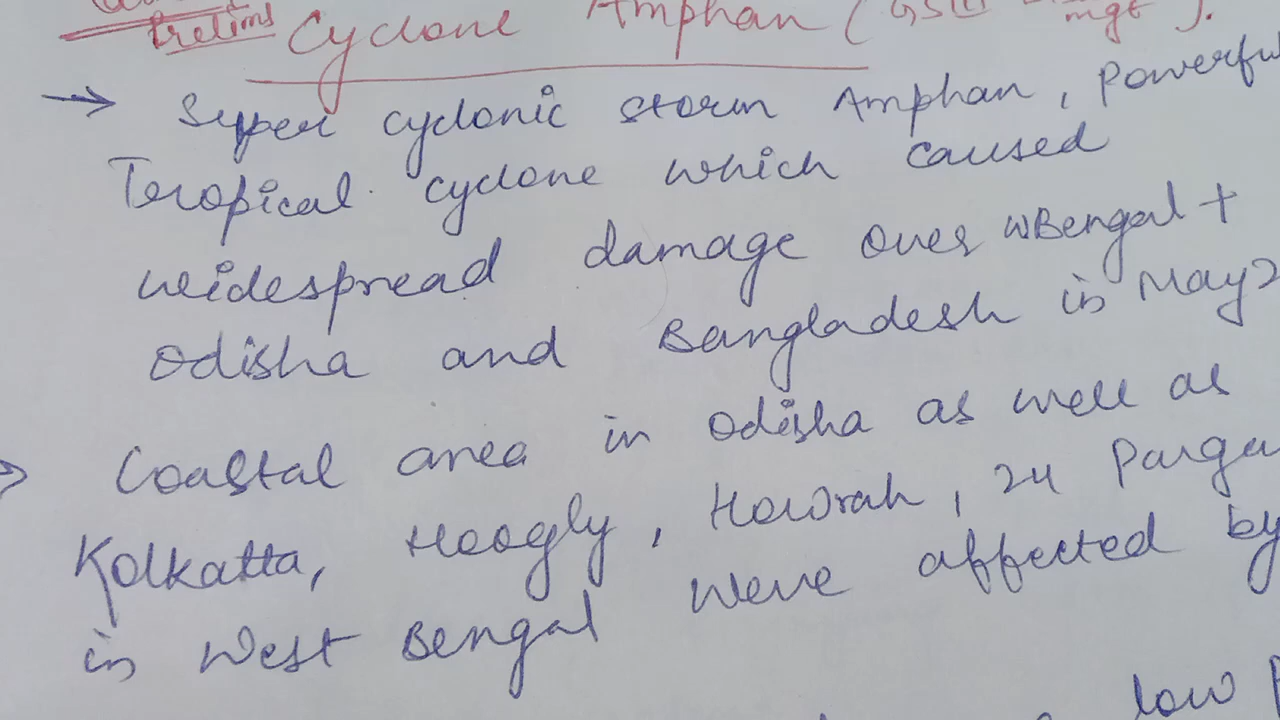 Prelims
Cyclone Amphan ( GS mgt ).
→ Super cyclonic storm Amphan, Powerful
Tropical cyclone which caused
widespread damage over WBengal +
Odisha and Bangladesh in May 2
→ Coastal area in Odisha as well as
Kolkatta, Hoogly, Howrah, 24 Parga
in West Bengal were affected by
low